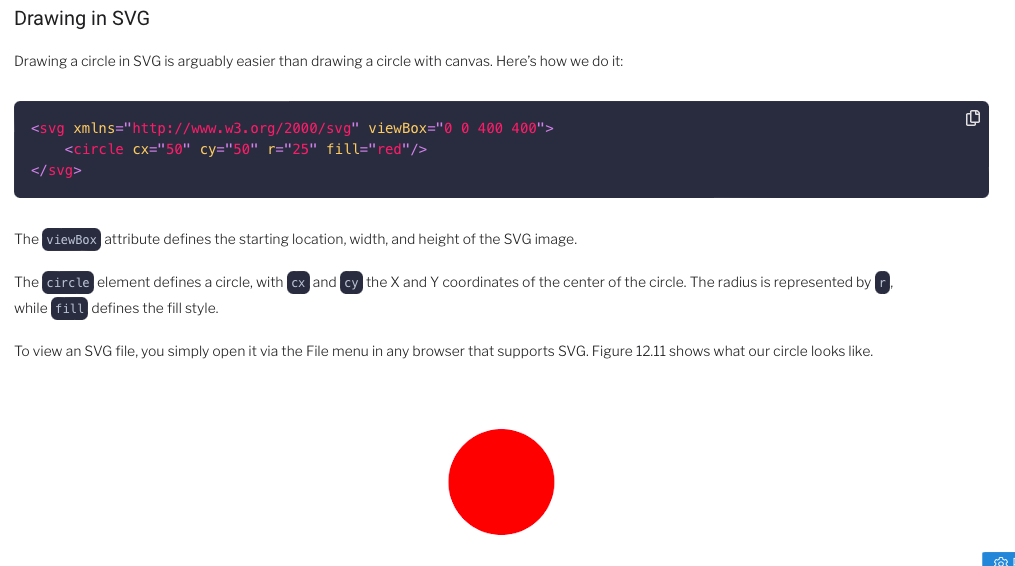 Drawing in SVG
Drawing a circle in SVG is arguably easier than drawing a circle with canvas. Here’s how we do it:
<svg xmlns="http://www.w3.org/2000/svg" viewBox="0 0 400 400">
    <circle cx="50" cy="50" r="25" fill="red"/>
</svg>
The viewBox attribute defines the starting location, width, and height of the SVG image.
The circle element defines a circle, with cx and cy the X and Y coordinates of the center of the circle. The radius is represented by r,
while fill defines the fill style.
To view an SVG file, you simply open it via the File menu in any browser that supports SVG. Figure 12.11 shows what our circle looks like.